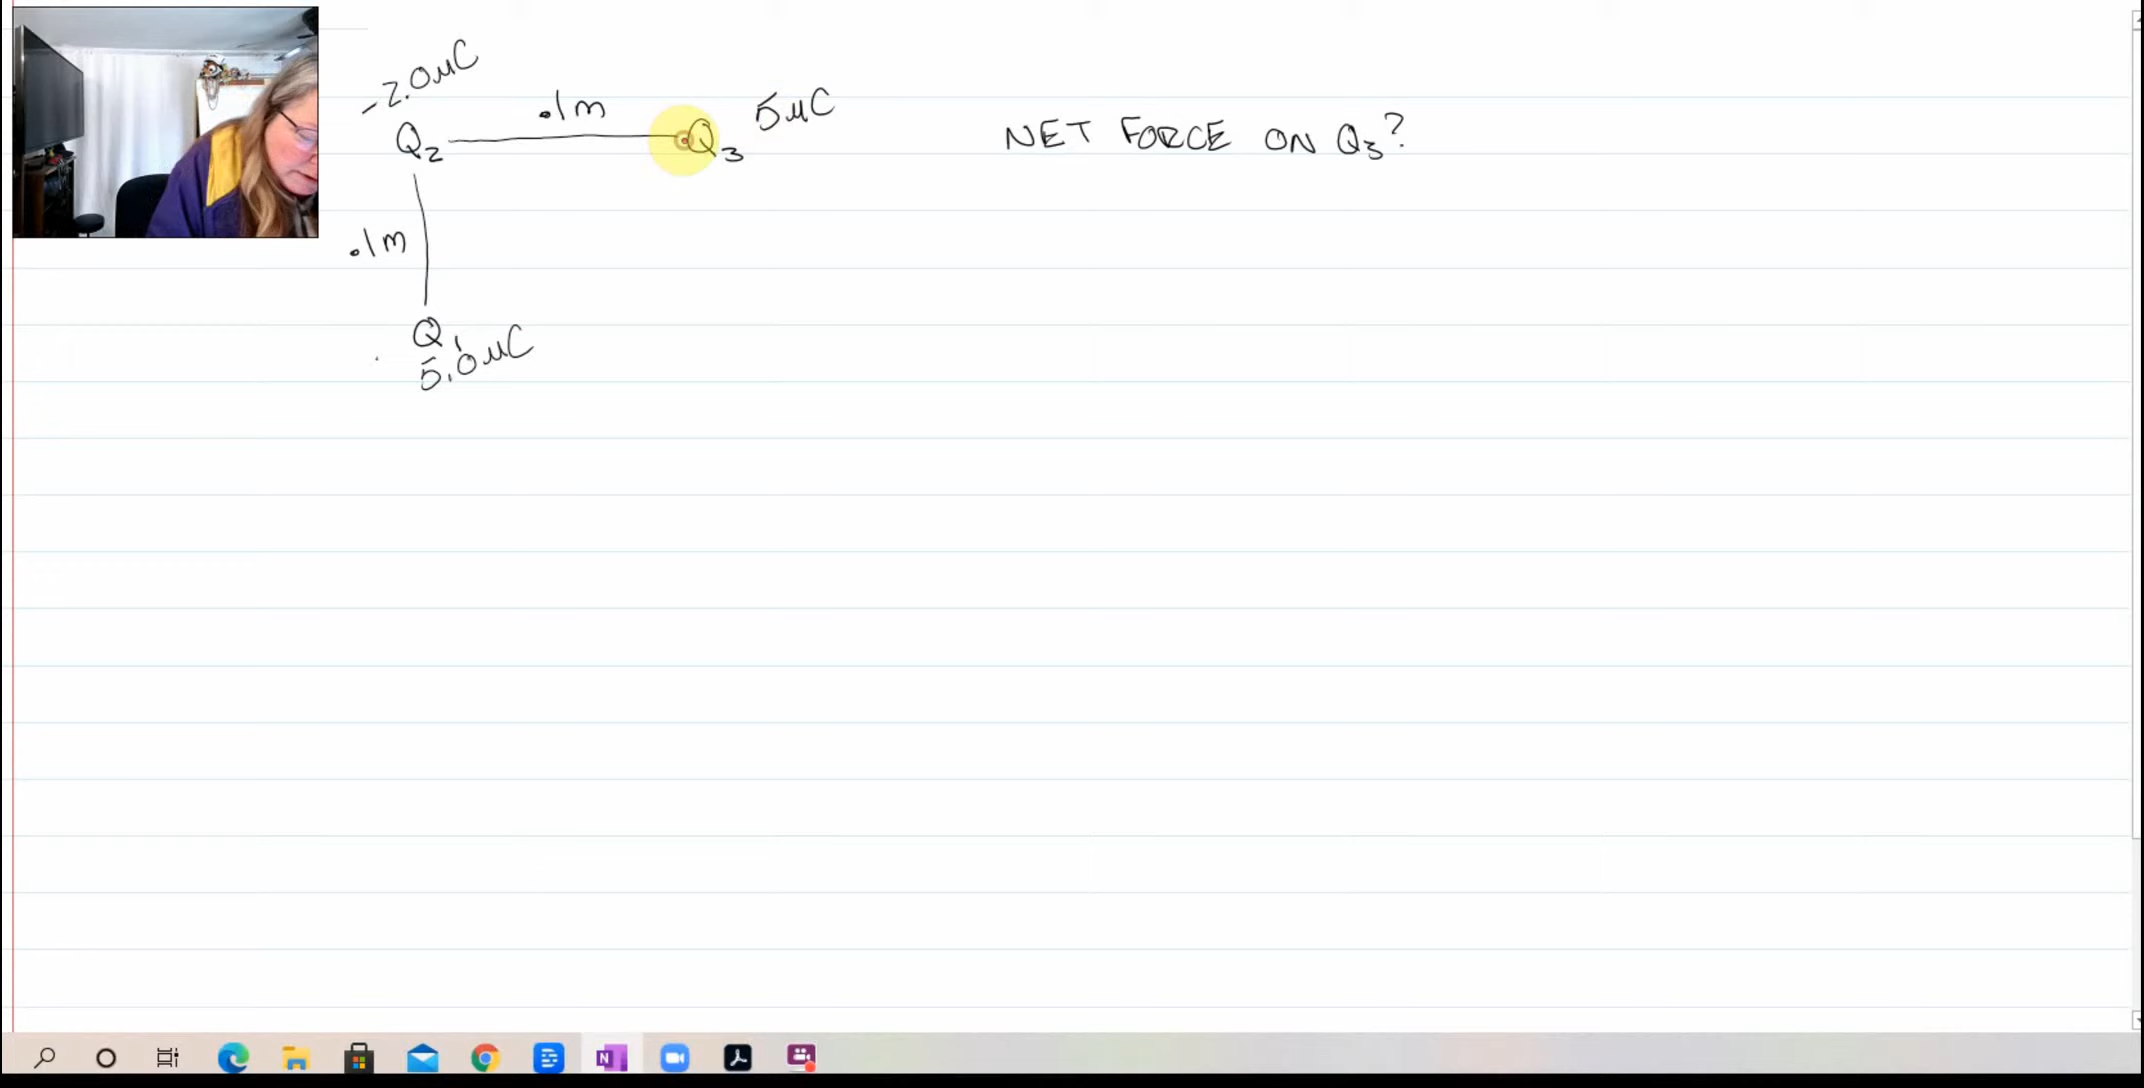 -2.0μC
.1m
5μC
Q2
Q3
NET FORCE ON Q3?
.1m
Q1
5.0μC